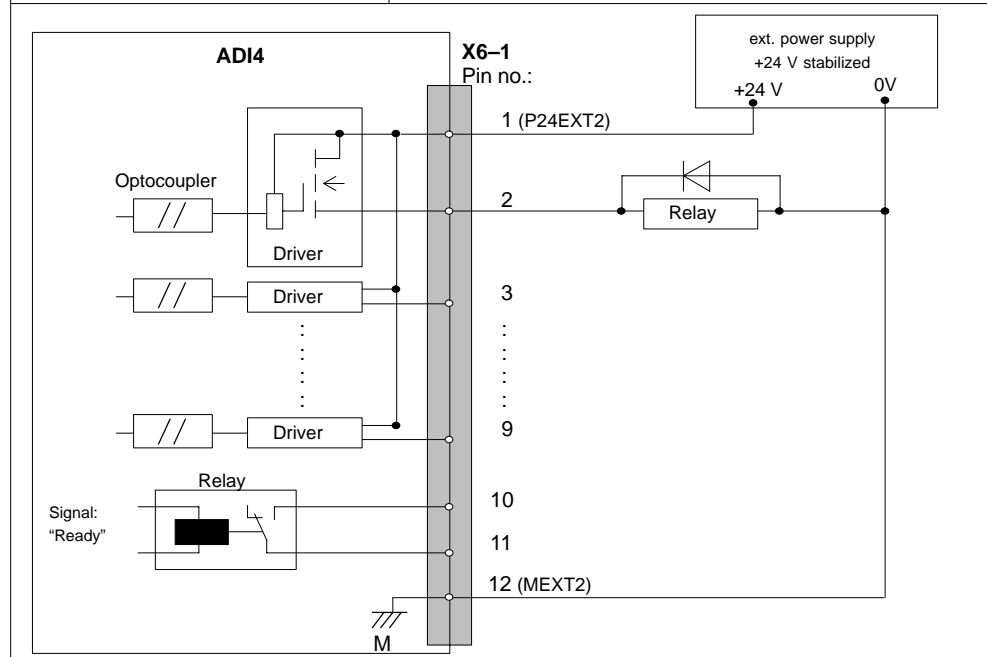 ADI4
X6–1
Pin no.:
ext. power supply
+24 V stabilized
+24 V
0V
1 (P24EXT2)
Optocoupler
//
2
Relay
Driver
//
Driver
3
//
Driver
9
Relay
Signal:
“Ready”
10
11
12 (MEXT2)
M